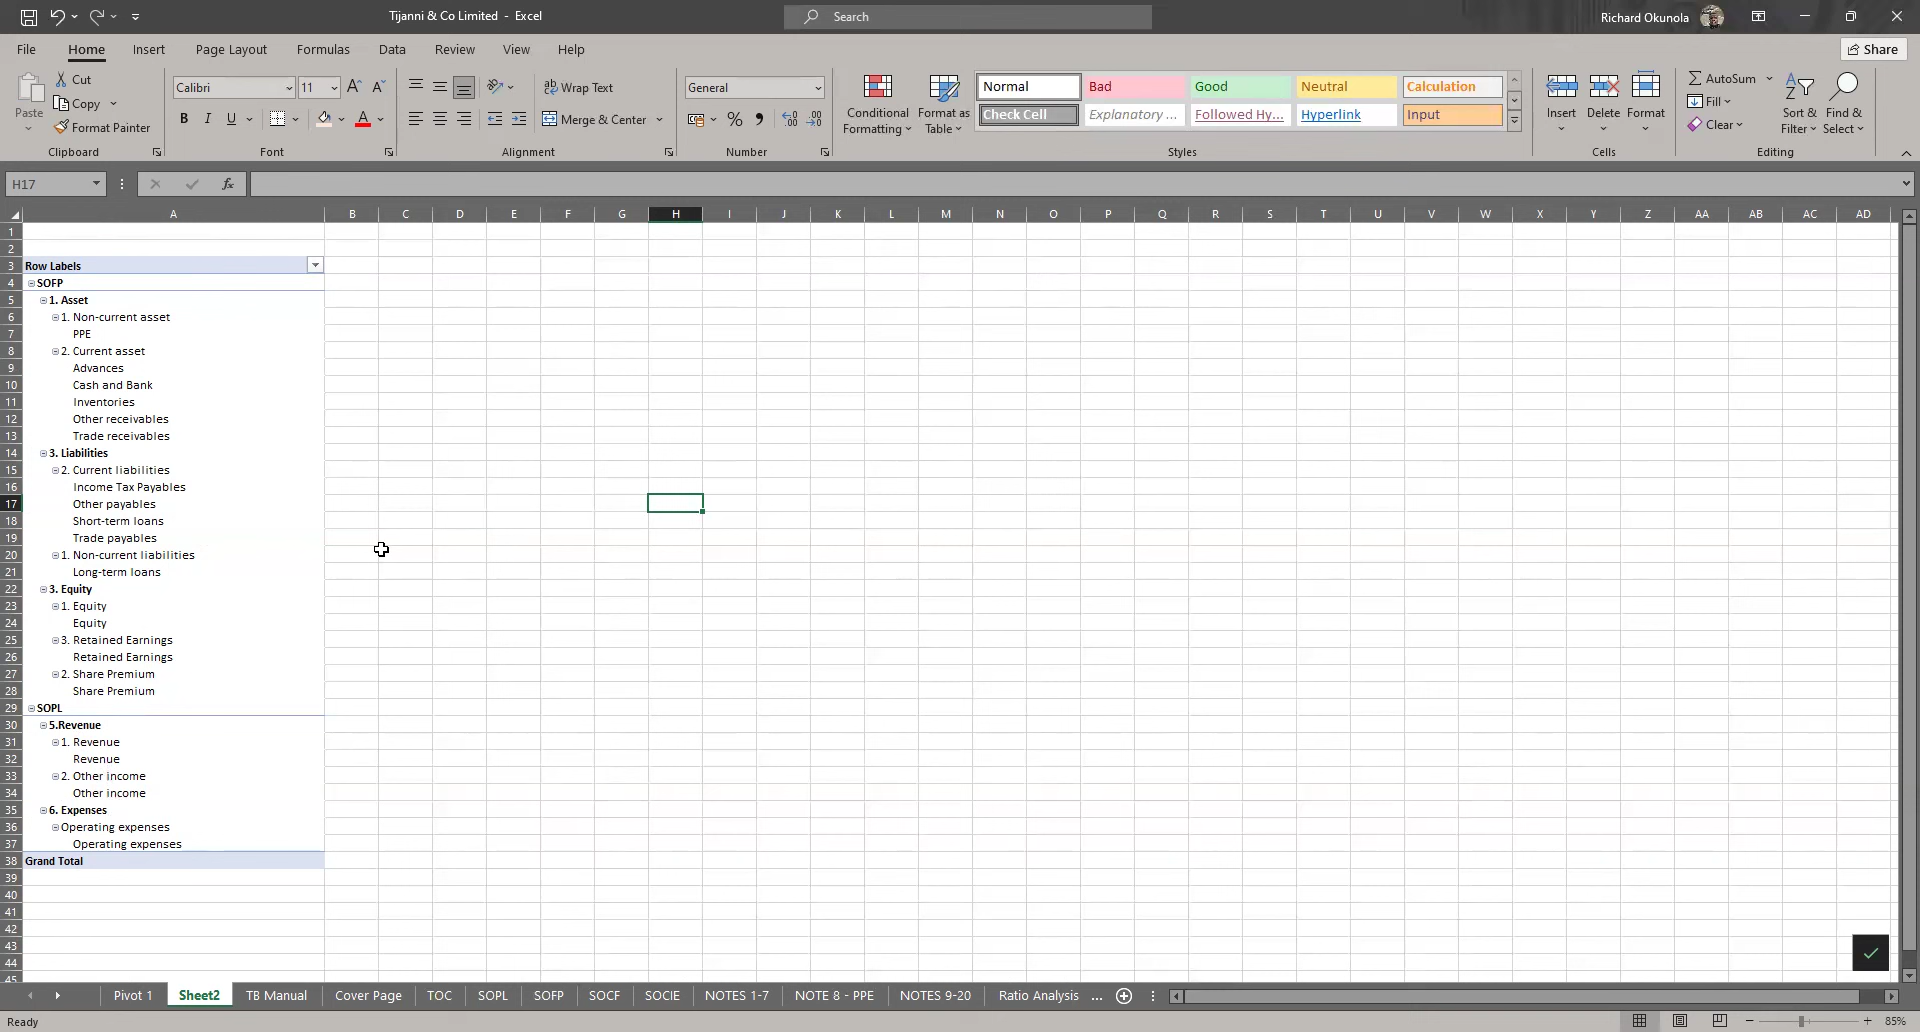 Tijanni & Co Limited - Excel
Search
Richard Okunola
File Home Insert Page Layout Formulas Data Review View Help
Share
Paste
Cut
Copy
Format Painter
Clipboard
Calibri 11
B I U
Font
Wrap Text
Merge & Center
Alignment
General
Number
Conditional Formatting
Format as Table
Normal Bad Good Neutral Calculation
Check Cell Explanatory ... Followed Hy... Hyperlink Input
Styles
Insert Delete Format
Cells
AutoSum
Fill
Clear
Sort & Filter
Find & Select
Editing
H17
fx
A B C D E F G H I J K L M N O P Q R S T U V W X Y Z AA AB AC AD
1
2
3 Row Labels
4 SOFP
5 1. Asset
6 1. Non-current asset
7 PPE
8 2. Current asset
9 Advances
10 Cash and Bank
11 Inventories
12 Other receivables
13 Trade receivables
14 3. Liabilities
15 2. Current liabilities
16 Income Tax Payables
17 Other payables
18 Short-term loans
19 Trade payables
20 1. Non-current liabilities
21 Long-term loans
22 3. Equity
23 1. Equity
24 Equity
25 3. Retained Earnings
26 Retained Earnings
27 2. Share Premium
28 Share Premium
29 SOPL
30 5.Revenue
31 1. Revenue
32 Revenue
33 2. Other income
34 Other income
35 6. Expenses
36 Operating expenses
37 Operating expenses
38 Grand Total
39
40
41
42
43
44
45
Pivot 1 Sheet2 TB Manual Cover Page TOC SOPL SOFP SOCF SOCIE NOTES 1-7 NOTE 8 - PPE NOTES 9-20 Ratio Analysis ...
Ready
85%